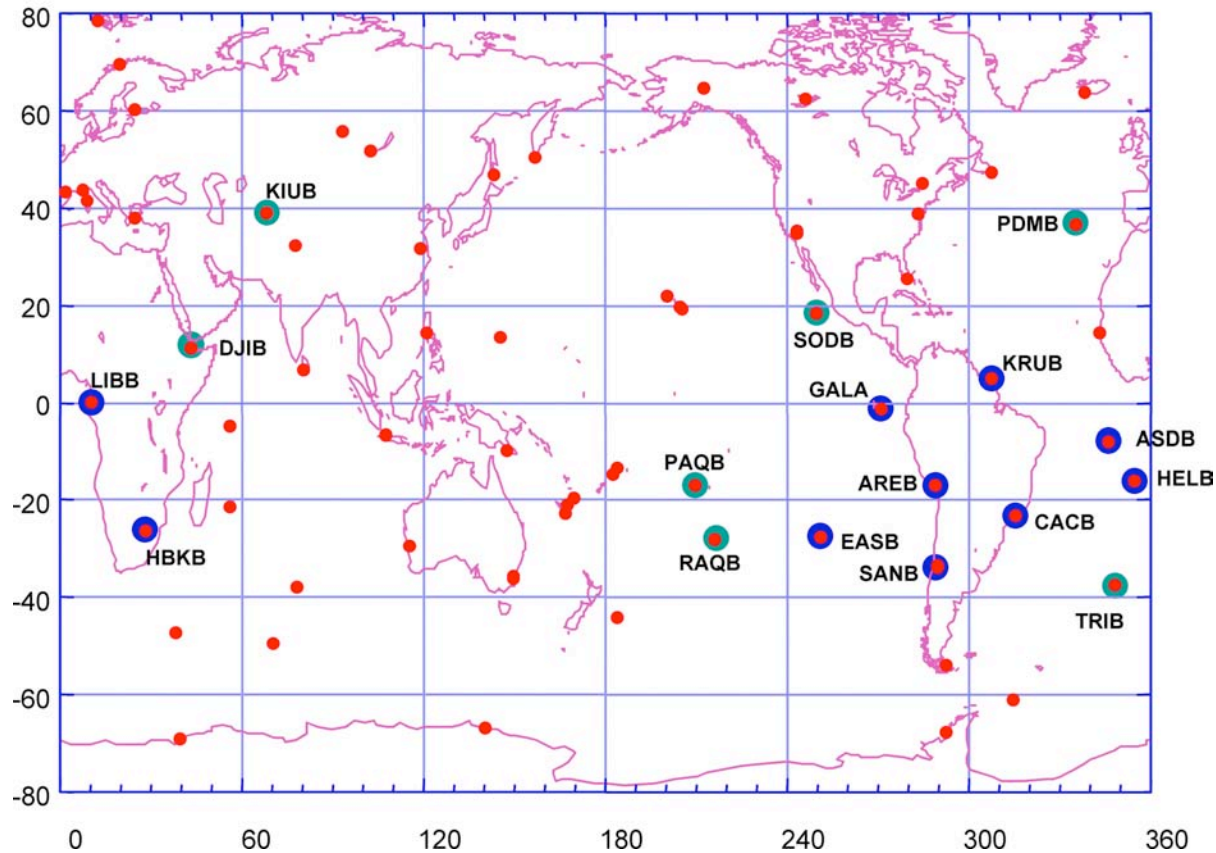 80
60
40
20
0
-20
-40
-60
-80
KIUB
PDMB
DJIB
SODB
LIBB
KRUB
GALA
ASDB
PAQB
AREB
HELB
HBKB
RAQB
EASB
SANB
CACB
TRIB
0 60 120 180 240 300 360